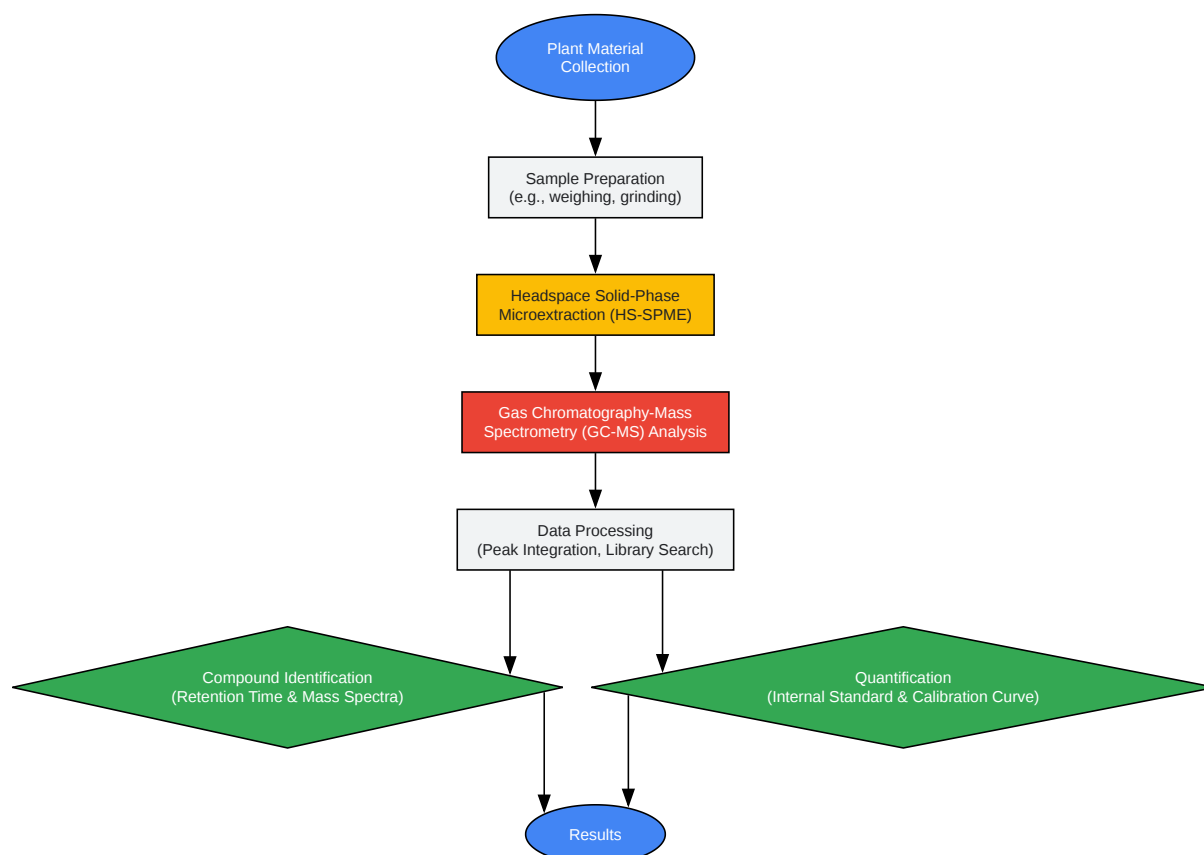 Plant Material
Collection
Sample Preparation
(e.g., weighing, grinding)
Headspace Solid-Phase
Microextraction (HS-SPME)
Gas Chromatography-Mass
Spectrometry (GC-MS) Analysis
Data Processing
(Peak Integration, Library Search)
Compound Identification
(Retention Time & Mass Spectra)
Quantification
(Internal Standard & Calibration Curve)
Results